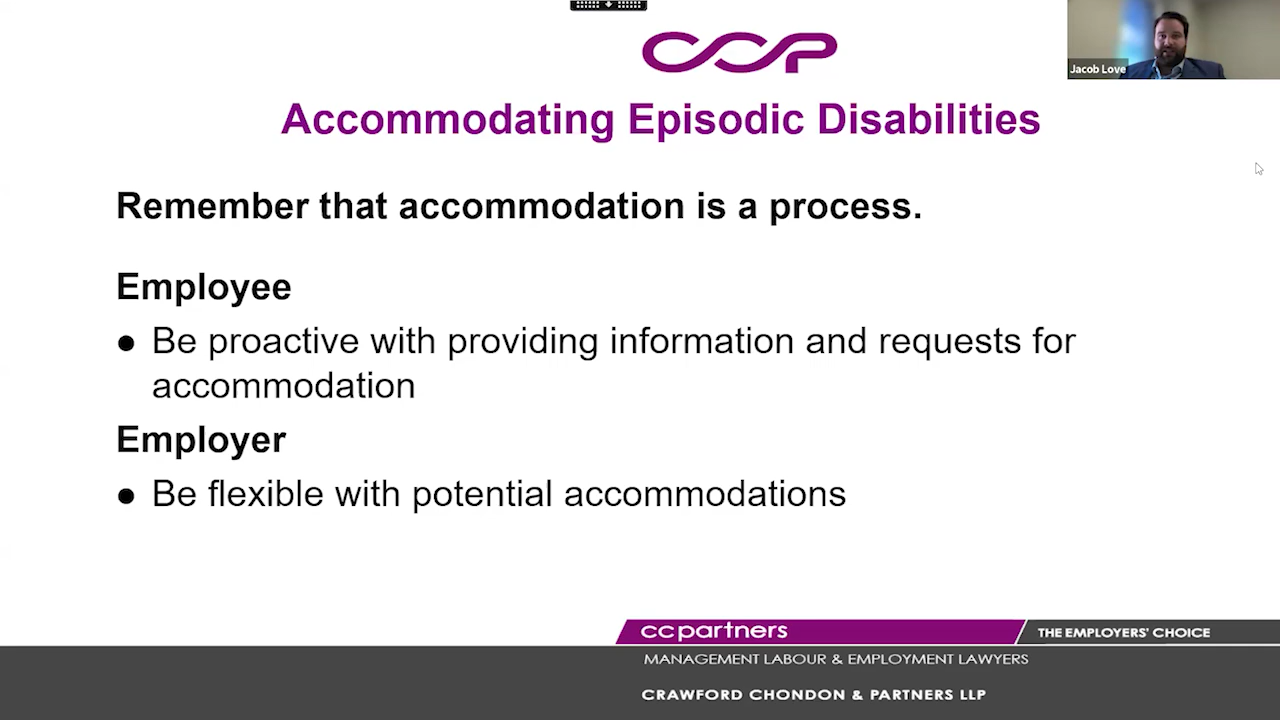 CCP
Jacob Love
Accommodating Episodic Disabilities
Remember that accommodation is a process.
Employee
● Be proactive with providing information and requests for
accommodation
Employer
● Be flexible with potential accommodations
ccpartners
THE EMPLOYERS' CHOICE
MANAGEMENT LABOUR & EMPLOYMENT LAWYERS
CRAWFORD CHONDON & PARTNERS LLP